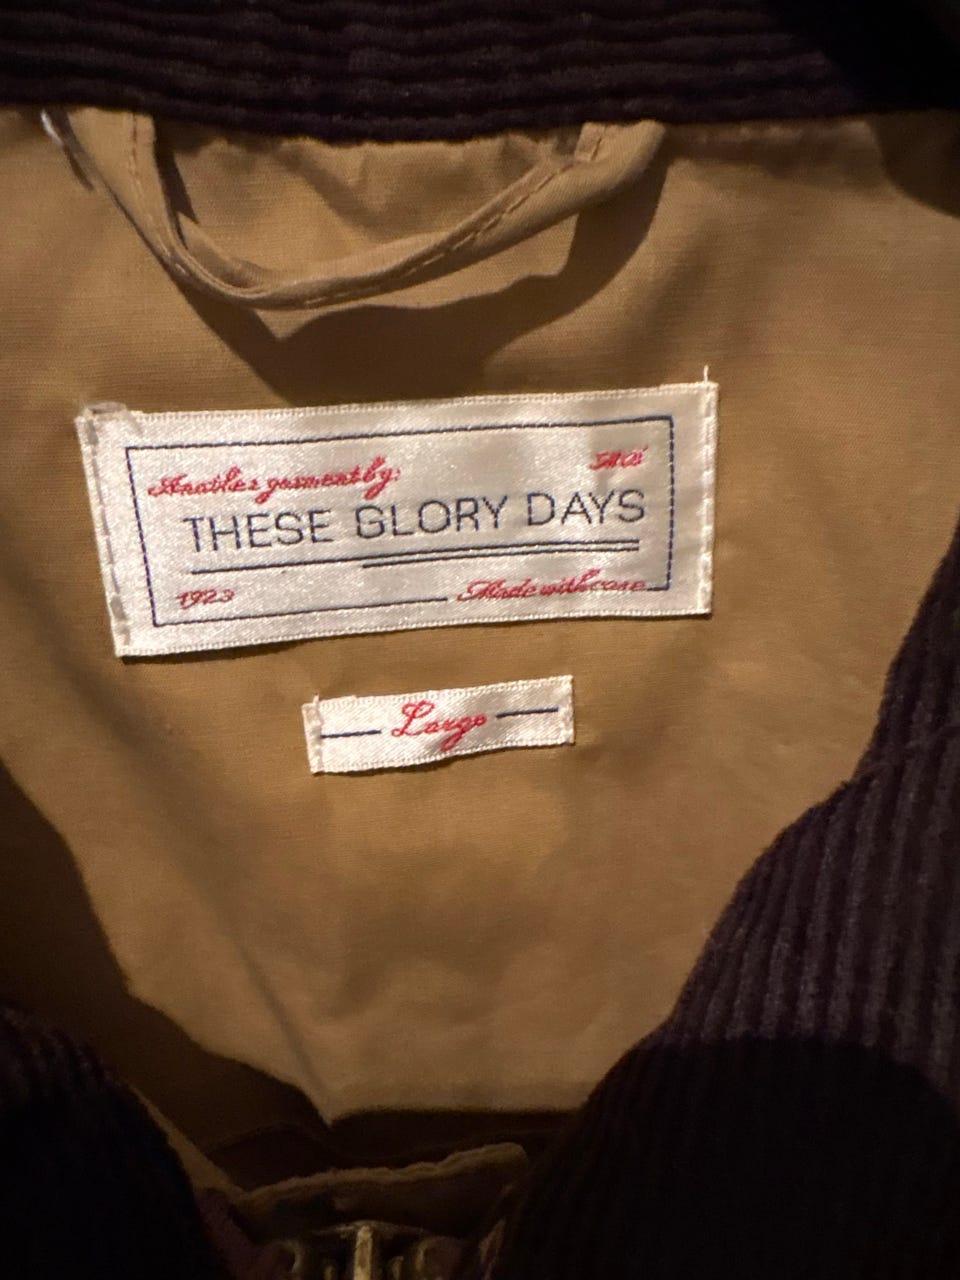 Another garment by:
THESE GLORY DAYS
1923
Made with care
Large